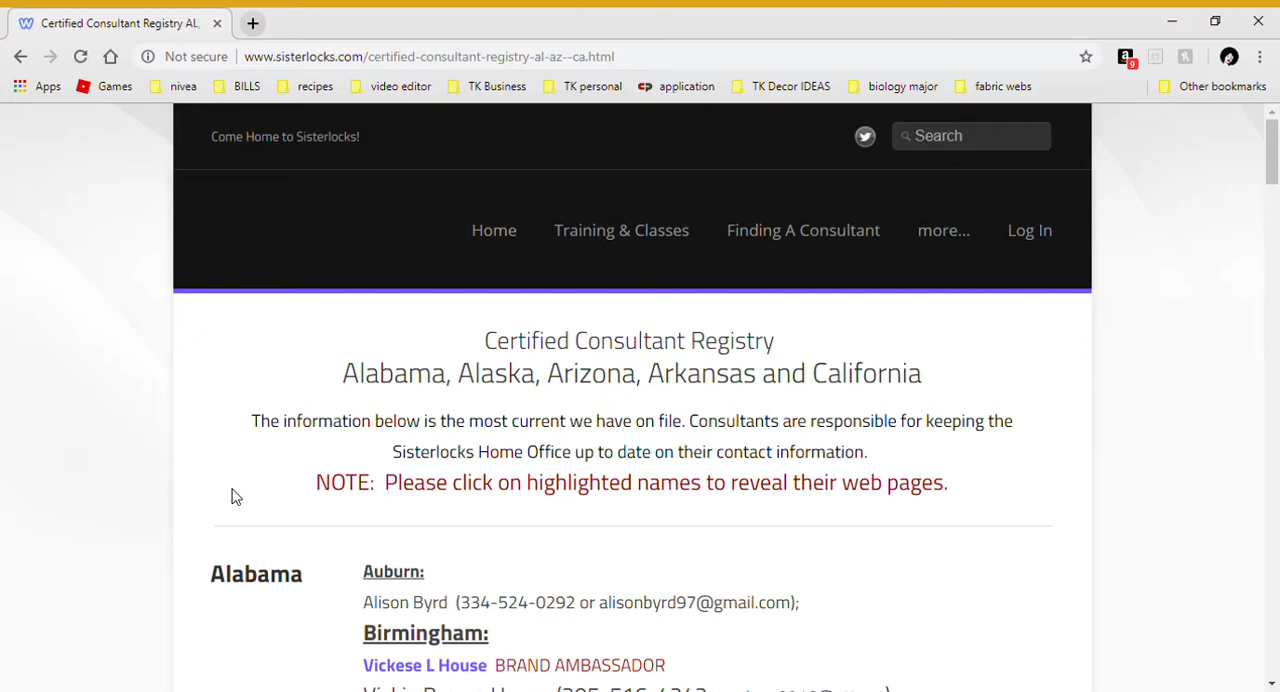 Certified Consultant Registry AL,
Not secure www.sisterlocks.com/certified-consultant-registry-al-az--ca.html
9
Apps Games nivea BILLS recipes video editor TK Business TK personal application TK Decor IDEAS biology major fabric webs Other bookmarks
Come Home to Sisterlocks!
Search
Home Training & Classes Finding A Consultant more... Log In
Certified Consultant Registry
Alabama, Alaska, Arizona, Arkansas and California
The information below is the most current we have on file. Consultants are responsible for keeping the
Sisterlocks Home Office up to date on their contact information.
NOTE: Please click on highlighted names to reveal their web pages.
Alabama
Auburn:
Alison Byrd (334-524-0292 or alisonbyrd97@gmail.com);
Birmingham:
Vickese L House BRAND AMBASSADOR